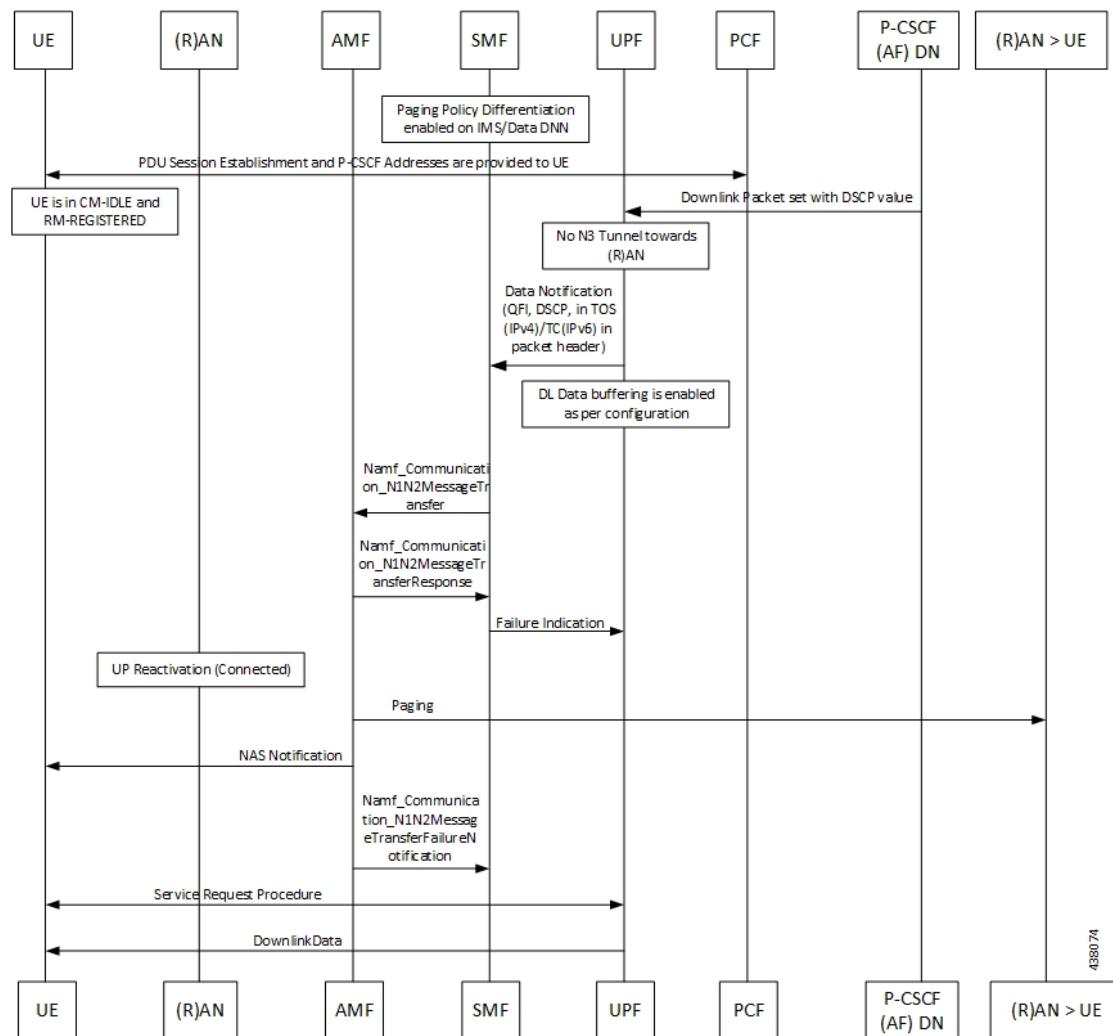 UE
(R)AN
AMF
SMF
UPF
PCF
P-CSCF
(AF) DN
(R)AN > UE
Paging Policy Differentiation
enabled on IMS/Data DNN
PDU Session Establishment and P-CSCF Addresses are provided to UE
UE is in CM-IDLE and
RM-REGISTERED
Downlink Packet set with DSCP value
No N3 Tunnel towards
(R)AN
Data Notification
(QFI, DSCP, in TOS
(IPv4)/TC(IPv6) in
packet header)
DL Data buffering is enabled
as per configuration
Namf_Communicati
on_N1N2MessageTr
ansfer
Namf_Communicati
on_N1N2MessageTr
ansferResponse
Failure Indication
UP Reactivation (Connected)
Paging
NAS Notification
Namf_Communica
tion_N1N2Messag
eTransferFailureN
otification
Service Request Procedure
DownlinkData
438074
UE
(R)AN
AMF
SMF
UPF
PCF
P-CSCF
(AF) DN
(R)AN > UE